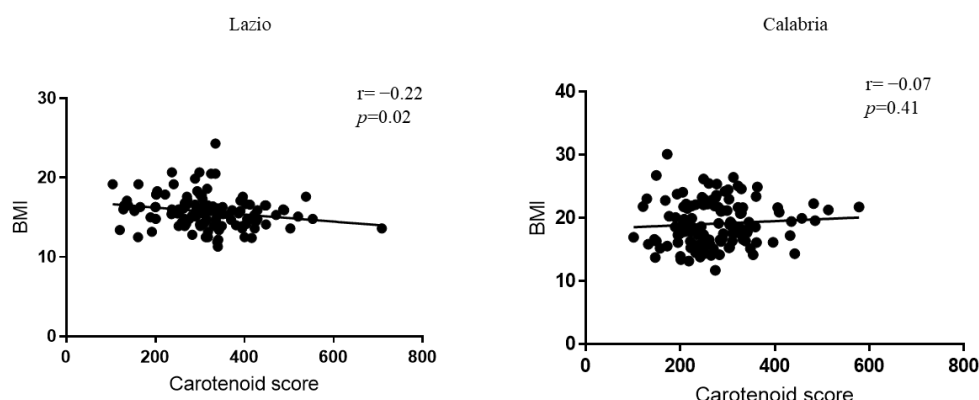 Lazio
r= −0.22
p=0.02
30
20
10
0
BMI
0 200 400 600 800
Carotenoid score
Calabria
r= −0.07
p=0.41
40
30
20
10
0
BMI
0 200 400 600 800
Carotenoid score